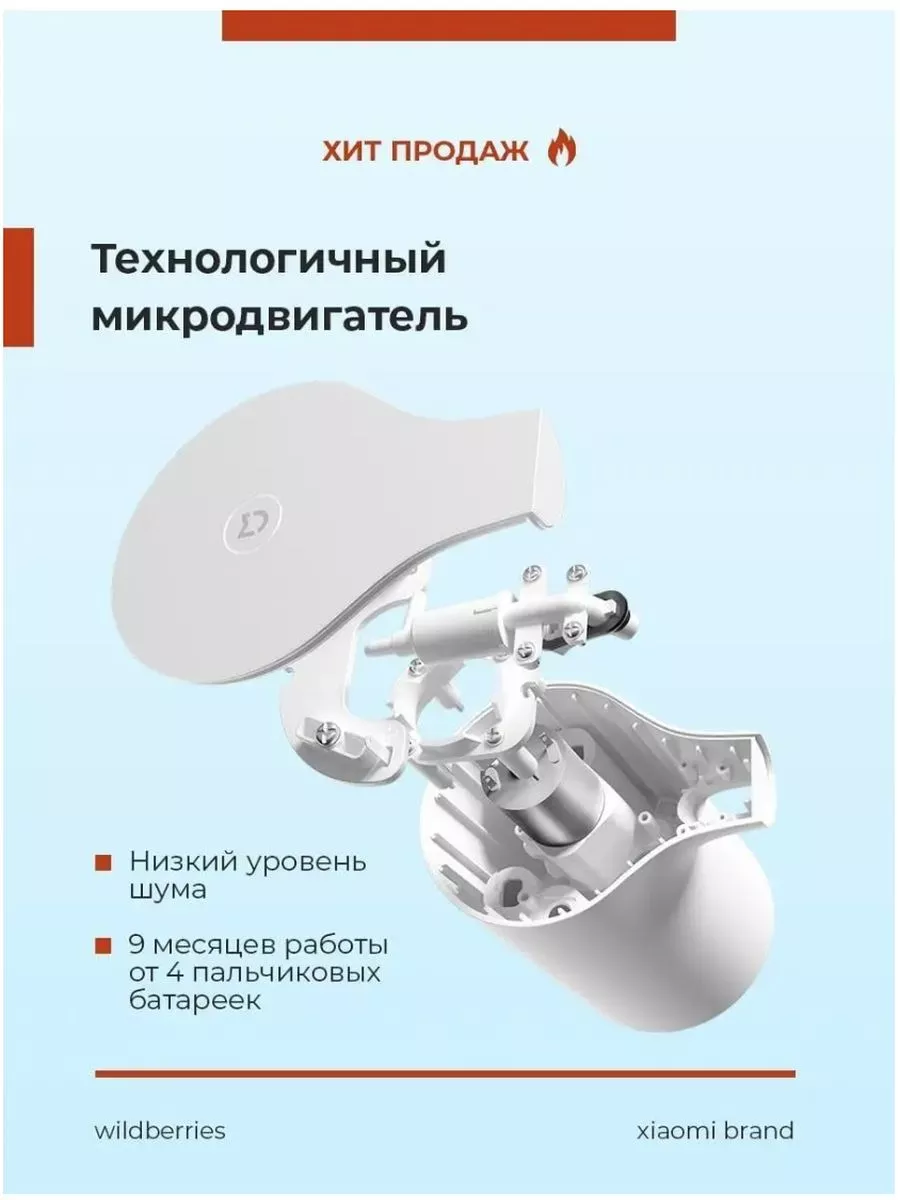 ХИТ ПРОДАЖ
Технологичный
микродвигатель
Низкий уровень
шума
9 месяцев работы
от 4 пальчиковых
батареек
wildberries
xiaomi brand